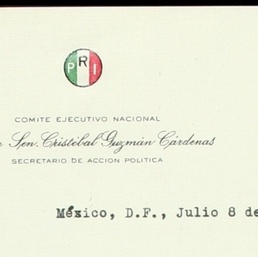 PRI
COMITE EJECUTIVO NACIONAL
Sen. Cristóbal Guzmán Cárdenas
SECRETARIO DE ACCION POLITICA
México, D.F., Julio 8 de